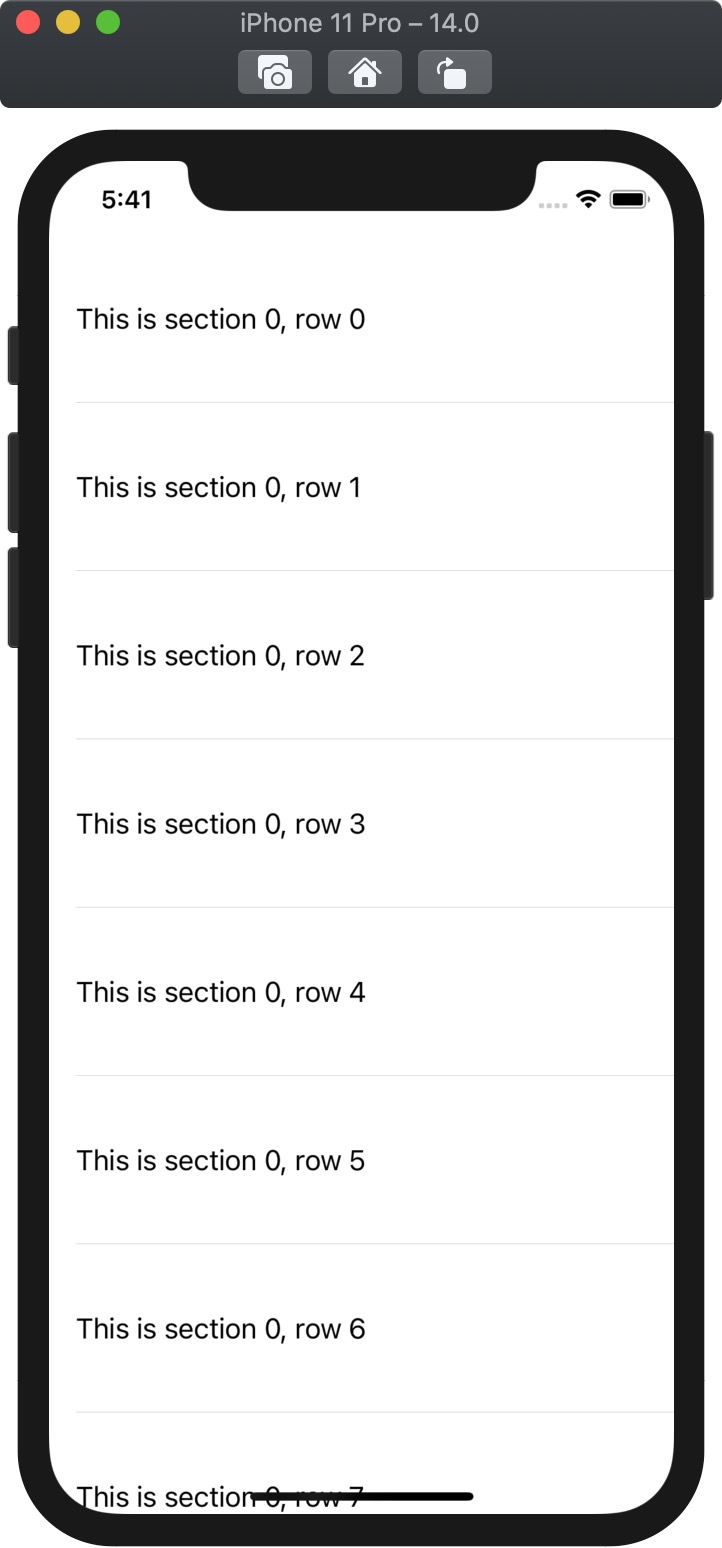 iPhone 11 Pro – 14.0
5:41
This is section 0, row 0
This is section 0, row 1
This is section 0, row 2
This is section 0, row 3
This is section 0, row 4
This is section 0, row 5
This is section 0, row 6
This is section 0, row 7